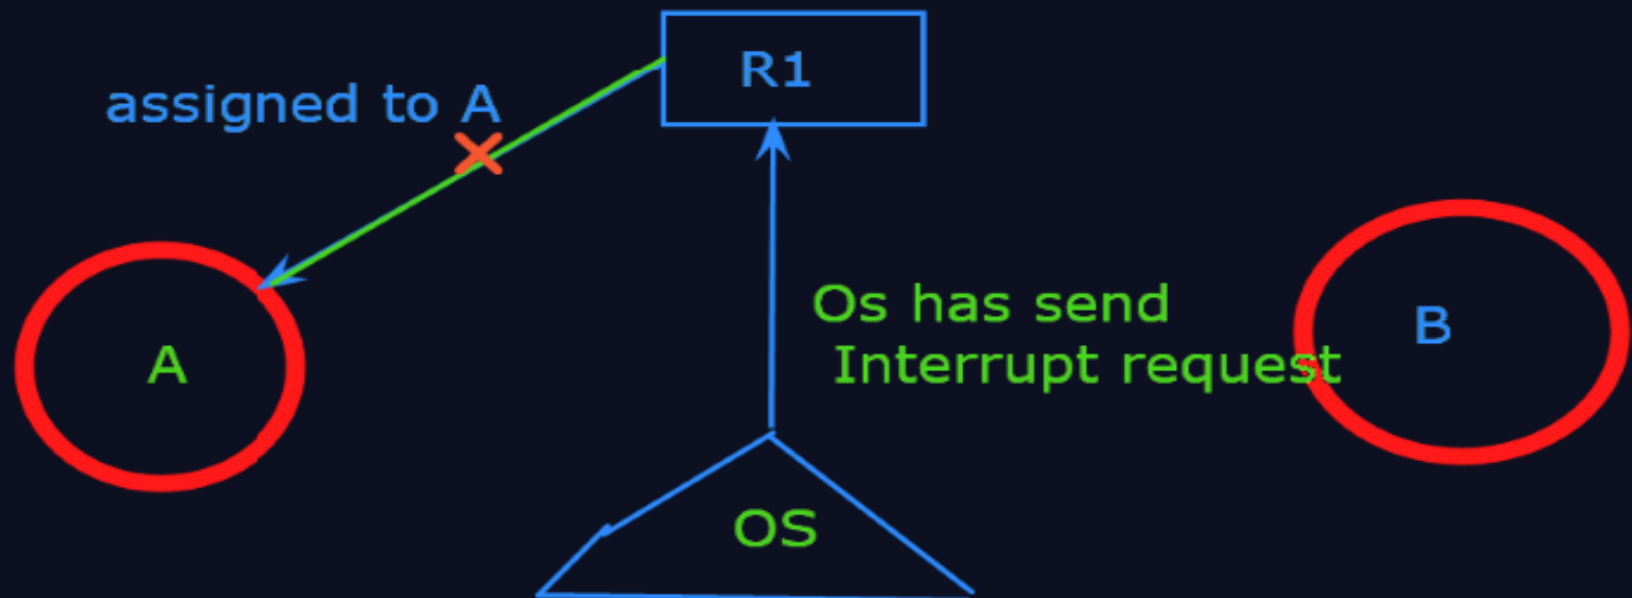 R1
assigned to A
Os has send
Interrupt request
B
A
OS